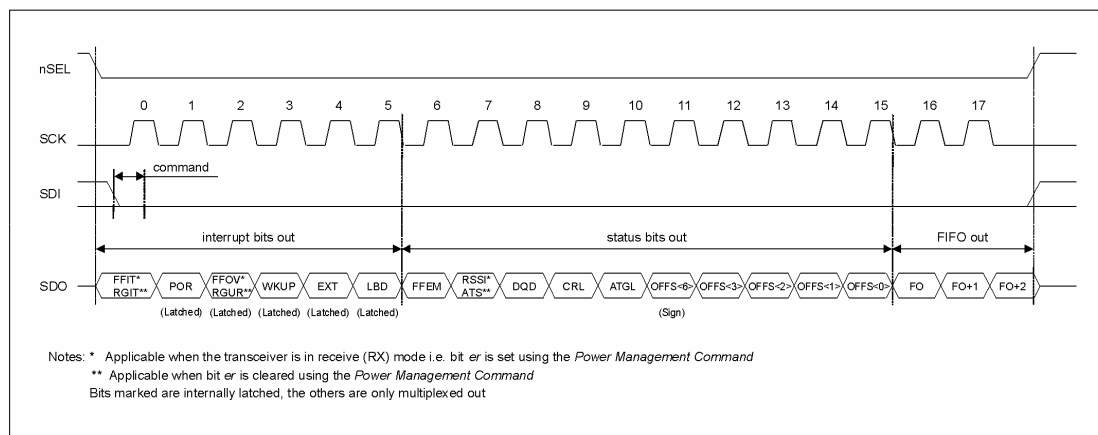 nSEL
0 1 2 3 4 5 6 7 8 9 10 11 12 13 14 15 16 17
SCK
command
SDI
interrupt bits out status bits out FIFO out
SDO
FFIT* RGIT** POR FFOV* RGUR** WKUP EXT LBD FFEM RSSI* ATS** DQD CRL ATGL OFFS<6> OFFS<3> OFFS<2> OFFS<1> OFFS<0> FO FO+1 FO+2
(Latched) (Latched) (Latched) (Latched) (Latched) (Sign)
Notes: * Applicable when the transceiver is in receive (RX) mode i.e. bit er is set using the Power Management Command
** Applicable when bit er is cleared using the Power Management Command
Bits marked are internally latched, the others are only multiplexed out